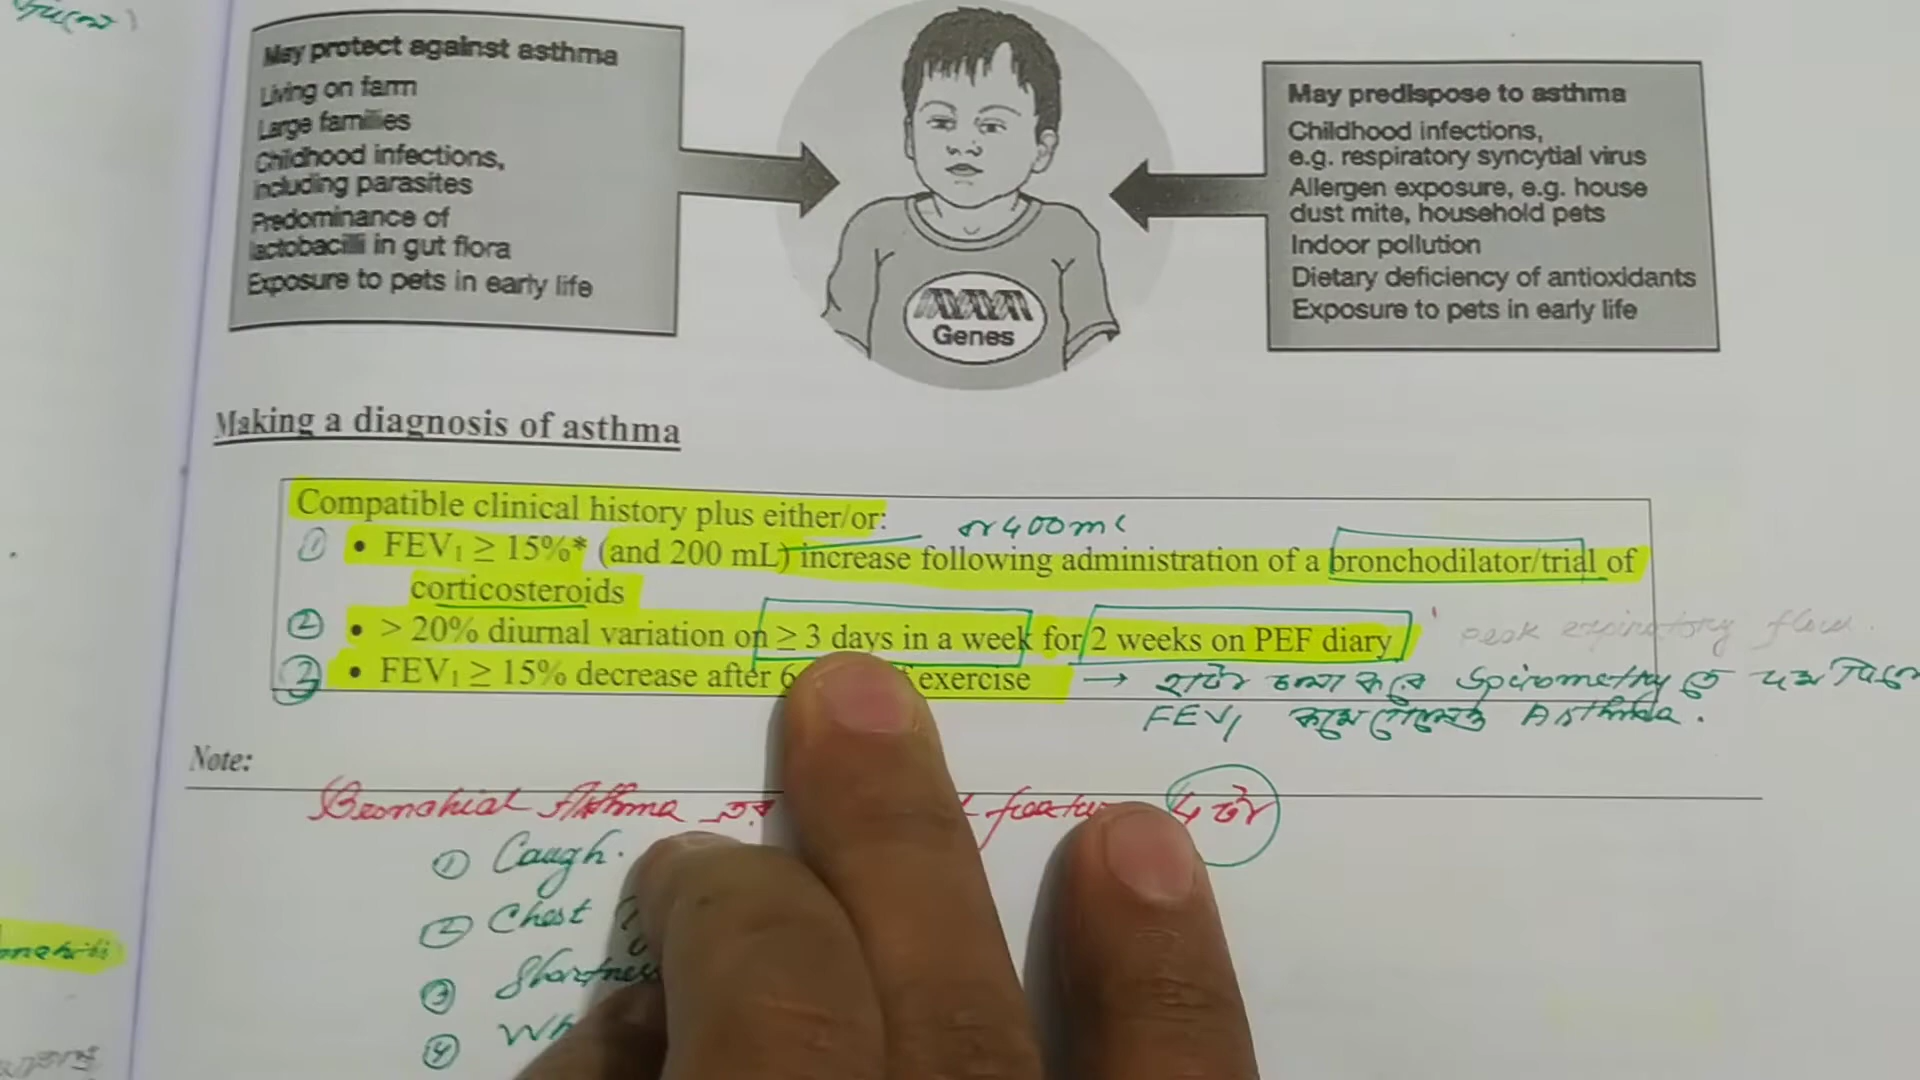 May protect against asthma
Living on farm
Large families
Childhood infections,
including parasites
Predominance of
lactobacilli in gut flora
Exposure to pets in early life
Genes
May predispose to asthma
Childhood infections,
e.g. respiratory syncytial virus
Allergen exposure, e.g. house
dust mite, household pets
Indoor pollution
Dietary deficiency of antioxidants
Exposure to pets in early life
Making a diagnosis of asthma
Compatible clinical history plus either/or:
400ml
① • FEV₁ ≥ 15%* (and 200 mL) increase following administration of a bronchodilator/trial of
corticosteroids
② • > 20% diurnal variation on ≥ 3 days in a week for 2 weeks on PEF diary
peak expiratory flow.
③ • FEV₁ ≥ 15% decrease after 6 exercise → Spirometry
FEV₁ Asthma.
Note:
Bronchial Asthma
① Caugh.
② Chest
③ Shortness
④ Wh